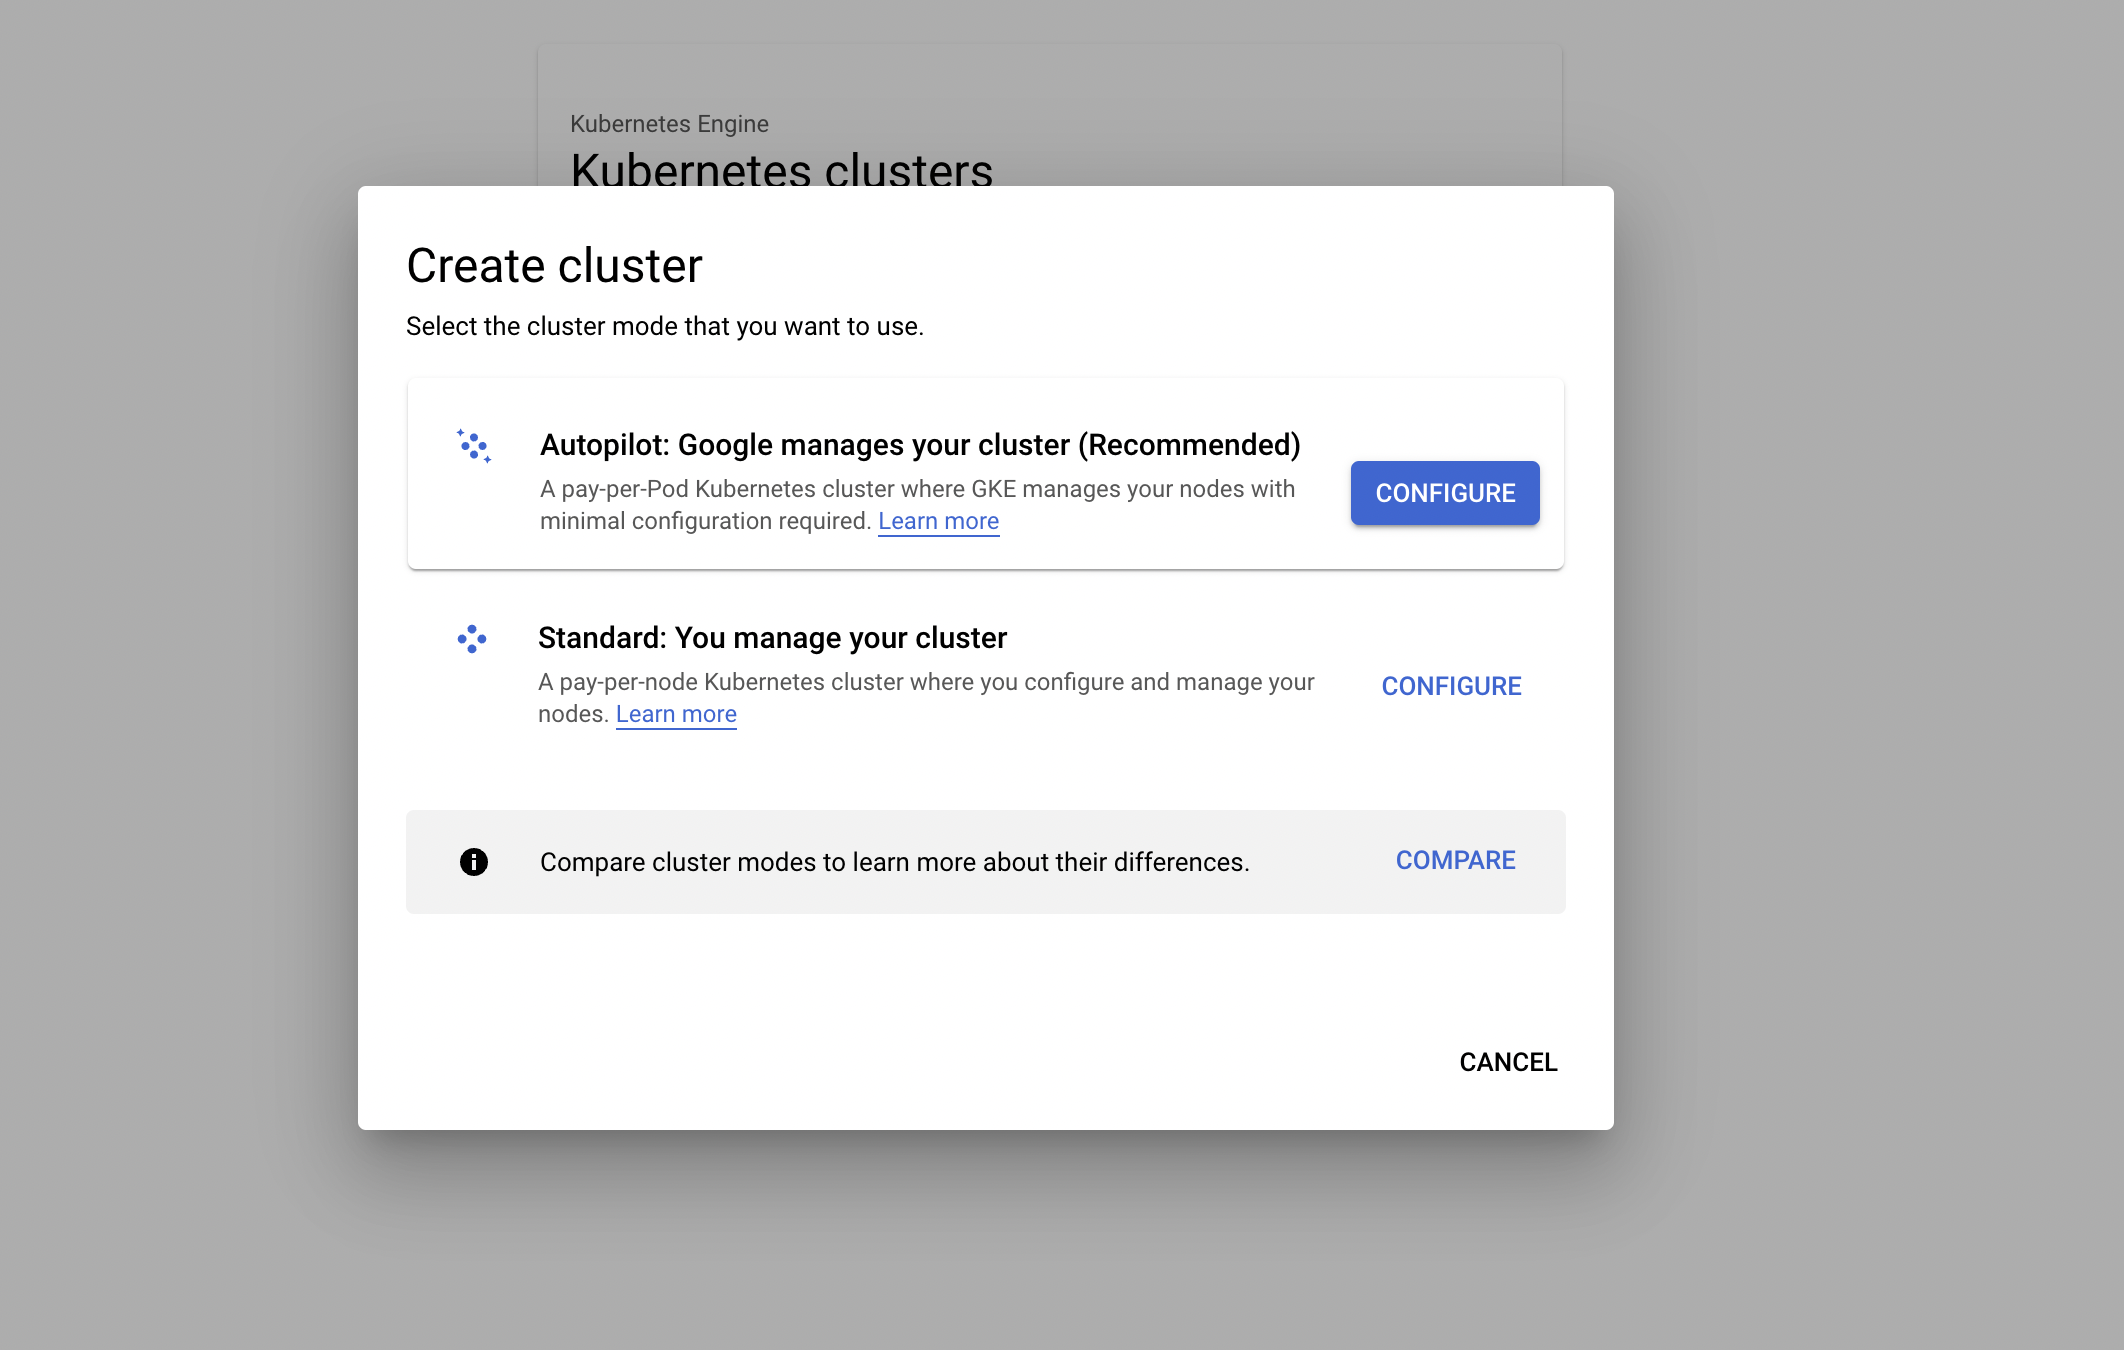 Kubernetes Engine
Kubernetes clusters
Create cluster
Select the cluster mode that you want to use.
Autopilot: Google manages your cluster (Recommended)
A pay-per-Pod Kubernetes cluster where GKE manages your nodes with
minimal configuration required. Learn more
CONFIGURE
Standard: You manage your cluster
A pay-per-node Kubernetes cluster where you configure and manage your
nodes. Learn more
CONFIGURE
Compare cluster modes to learn more about their differences.
COMPARE
CANCEL